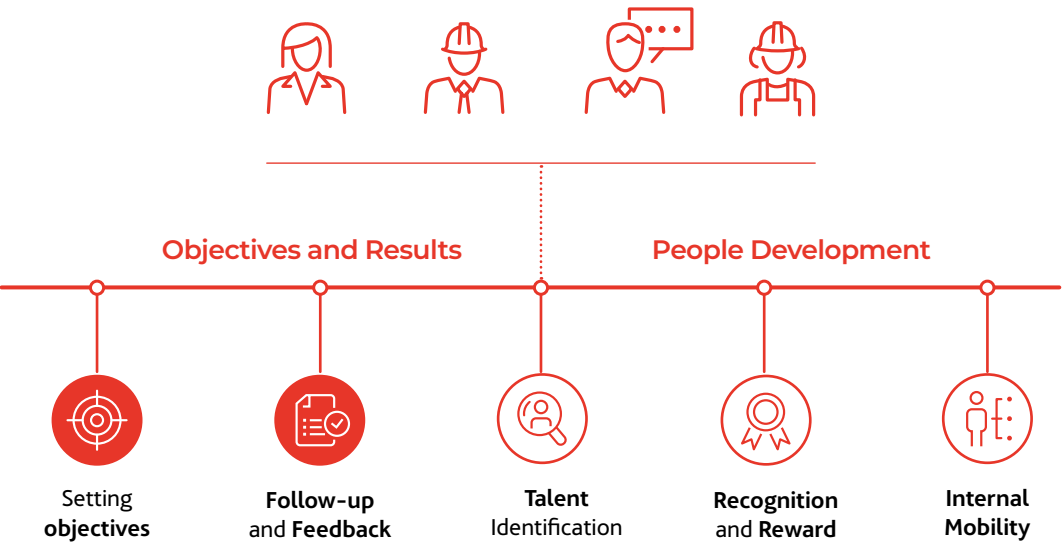 Objectives and Results
People Development
Setting
objectives
Follow-up
and Feedback
Talent
Identification
Recognition
and Reward
Internal
Mobility